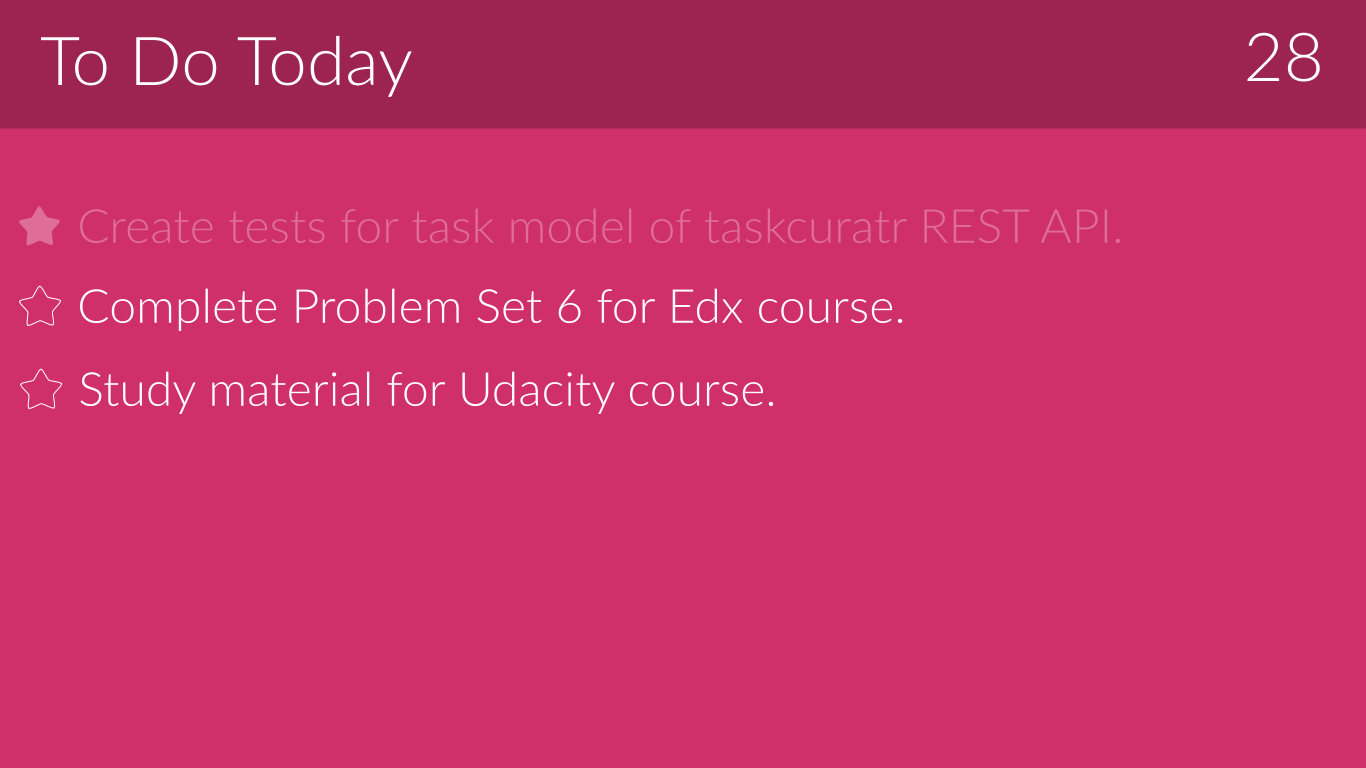 To Do Today 28
Create tests for task model of taskcuratr REST API.
Complete Problem Set 6 for Edx course.
Study material for Udacity course.